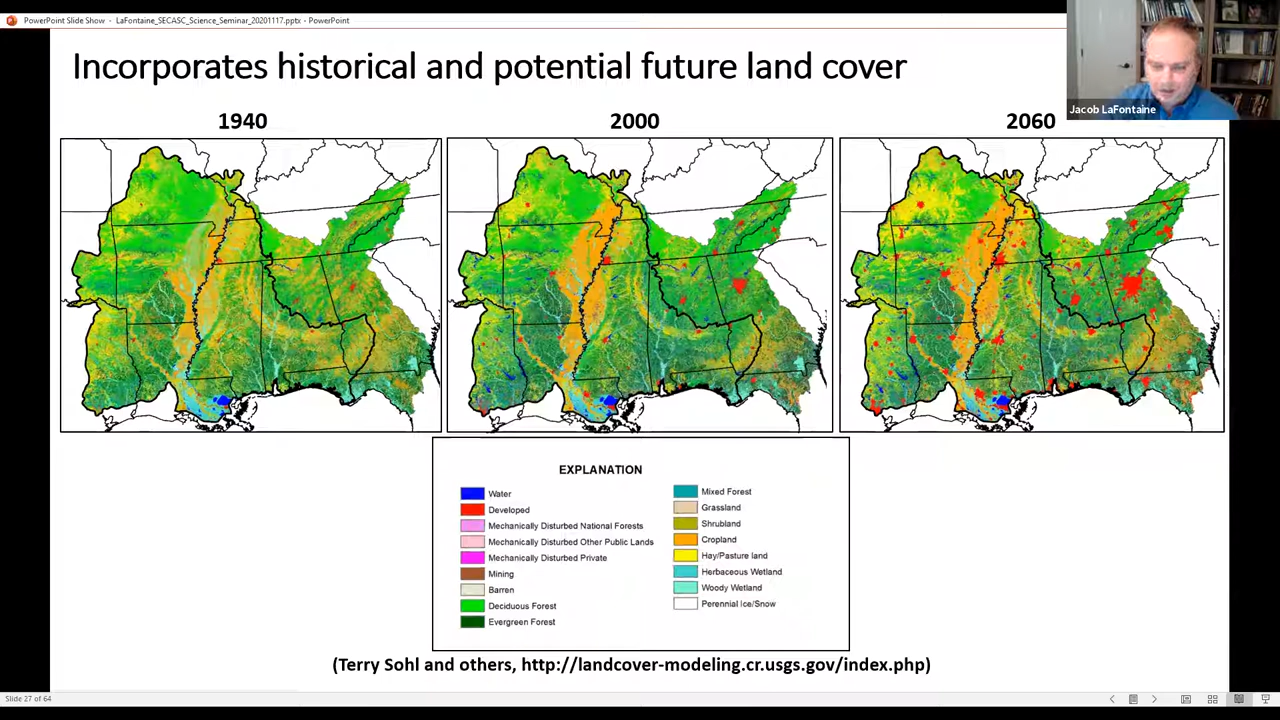 PowerPoint Slide Show - LaFontaine_SECASC_Science_Seminar_20201117.pptx - PowerPoint
Incorporates historical and potential future land cover
Jacob LaFontaine
1940
2000
2060
EXPLANATION
Water
Developed
Mechanically Disturbed National Forests
Mechanically Disturbed Other Public Lands
Mechanically Disturbed Private
Mining
Barren
Deciduous Forest
Evergreen Forest
Mixed Forest
Grassland
Shrubland
Cropland
Hay/Pasture land
Herbaceous Wetland
Woody Wetland
Perennial Ice/Snow
(Terry Sohl and others, http://landcover-modeling.cr.usgs.gov/index.php)
Slide 27 of 64